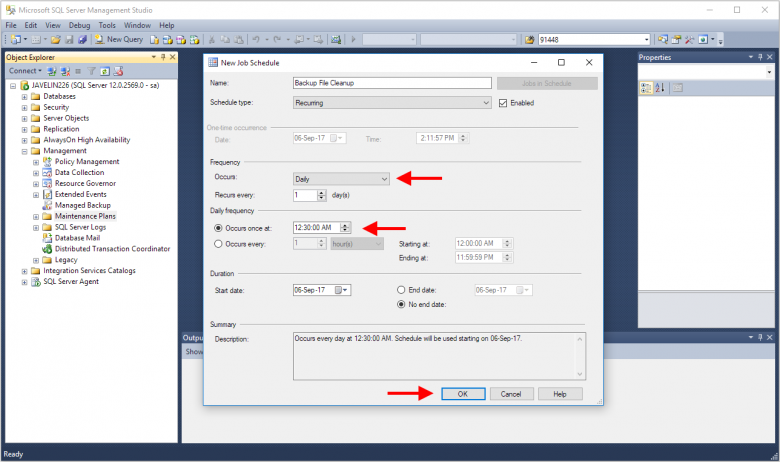 Microsoft SQL Server Management Studio
File Edit View Debug Tools Window Help
New Query 91448
Object Explorer
Connect
JAVELIN226 (SQL Server 12.0.2569.0 - sa)
Databases
Security
Server Objects
Replication
AlwaysOn High Availability
Management
Policy Management
Data Collection
Resource Governor
Extended Events
Managed Backup
Maintenance Plans
SQL Server Logs
Database Mail
Distributed Transaction Coordinator
Legacy
Integration Services Catalogs
SQL Server Agent
New Job Schedule
Name: Backup File Cleanup Jobs in Schedule
Schedule type: Recurring Enabled
One-time occurrence
Date: 06-Sep-17 Time: 2:11:57 PM
Frequency
Occurs: Daily
Recurs every: 1 day(s)
Daily frequency
Occurs once at: 12:30:00 AM
Occurs every: 1 hour(s) Starting at: 12:00:00 AM
Ending at: 11:59:59 PM
Duration
Start date: 06-Sep-17 End date: 06-Sep-17
No end date:
Summary
Description: Occurs every day at 12:30:00 AM. Schedule will be used starting on 06-Sep-17.
OK Cancel Help
Properties
Outpu
Show
Ready